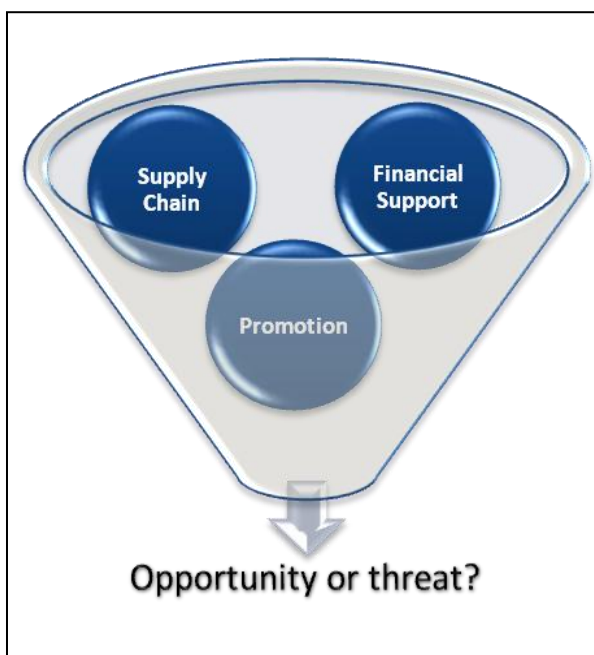 Supply
Chain
Financial
Support
Promotion
Opportunity or threat?